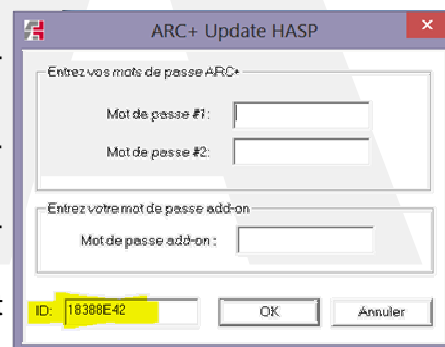 ARC+ Update HASP
Entrez vos mots de passe ARC+
Mot de passe #1:
Mot de passe #2:
Entrez votre mot de passe add-on
Mot de passe add-on :
ID: 18388E42 OK Annuler